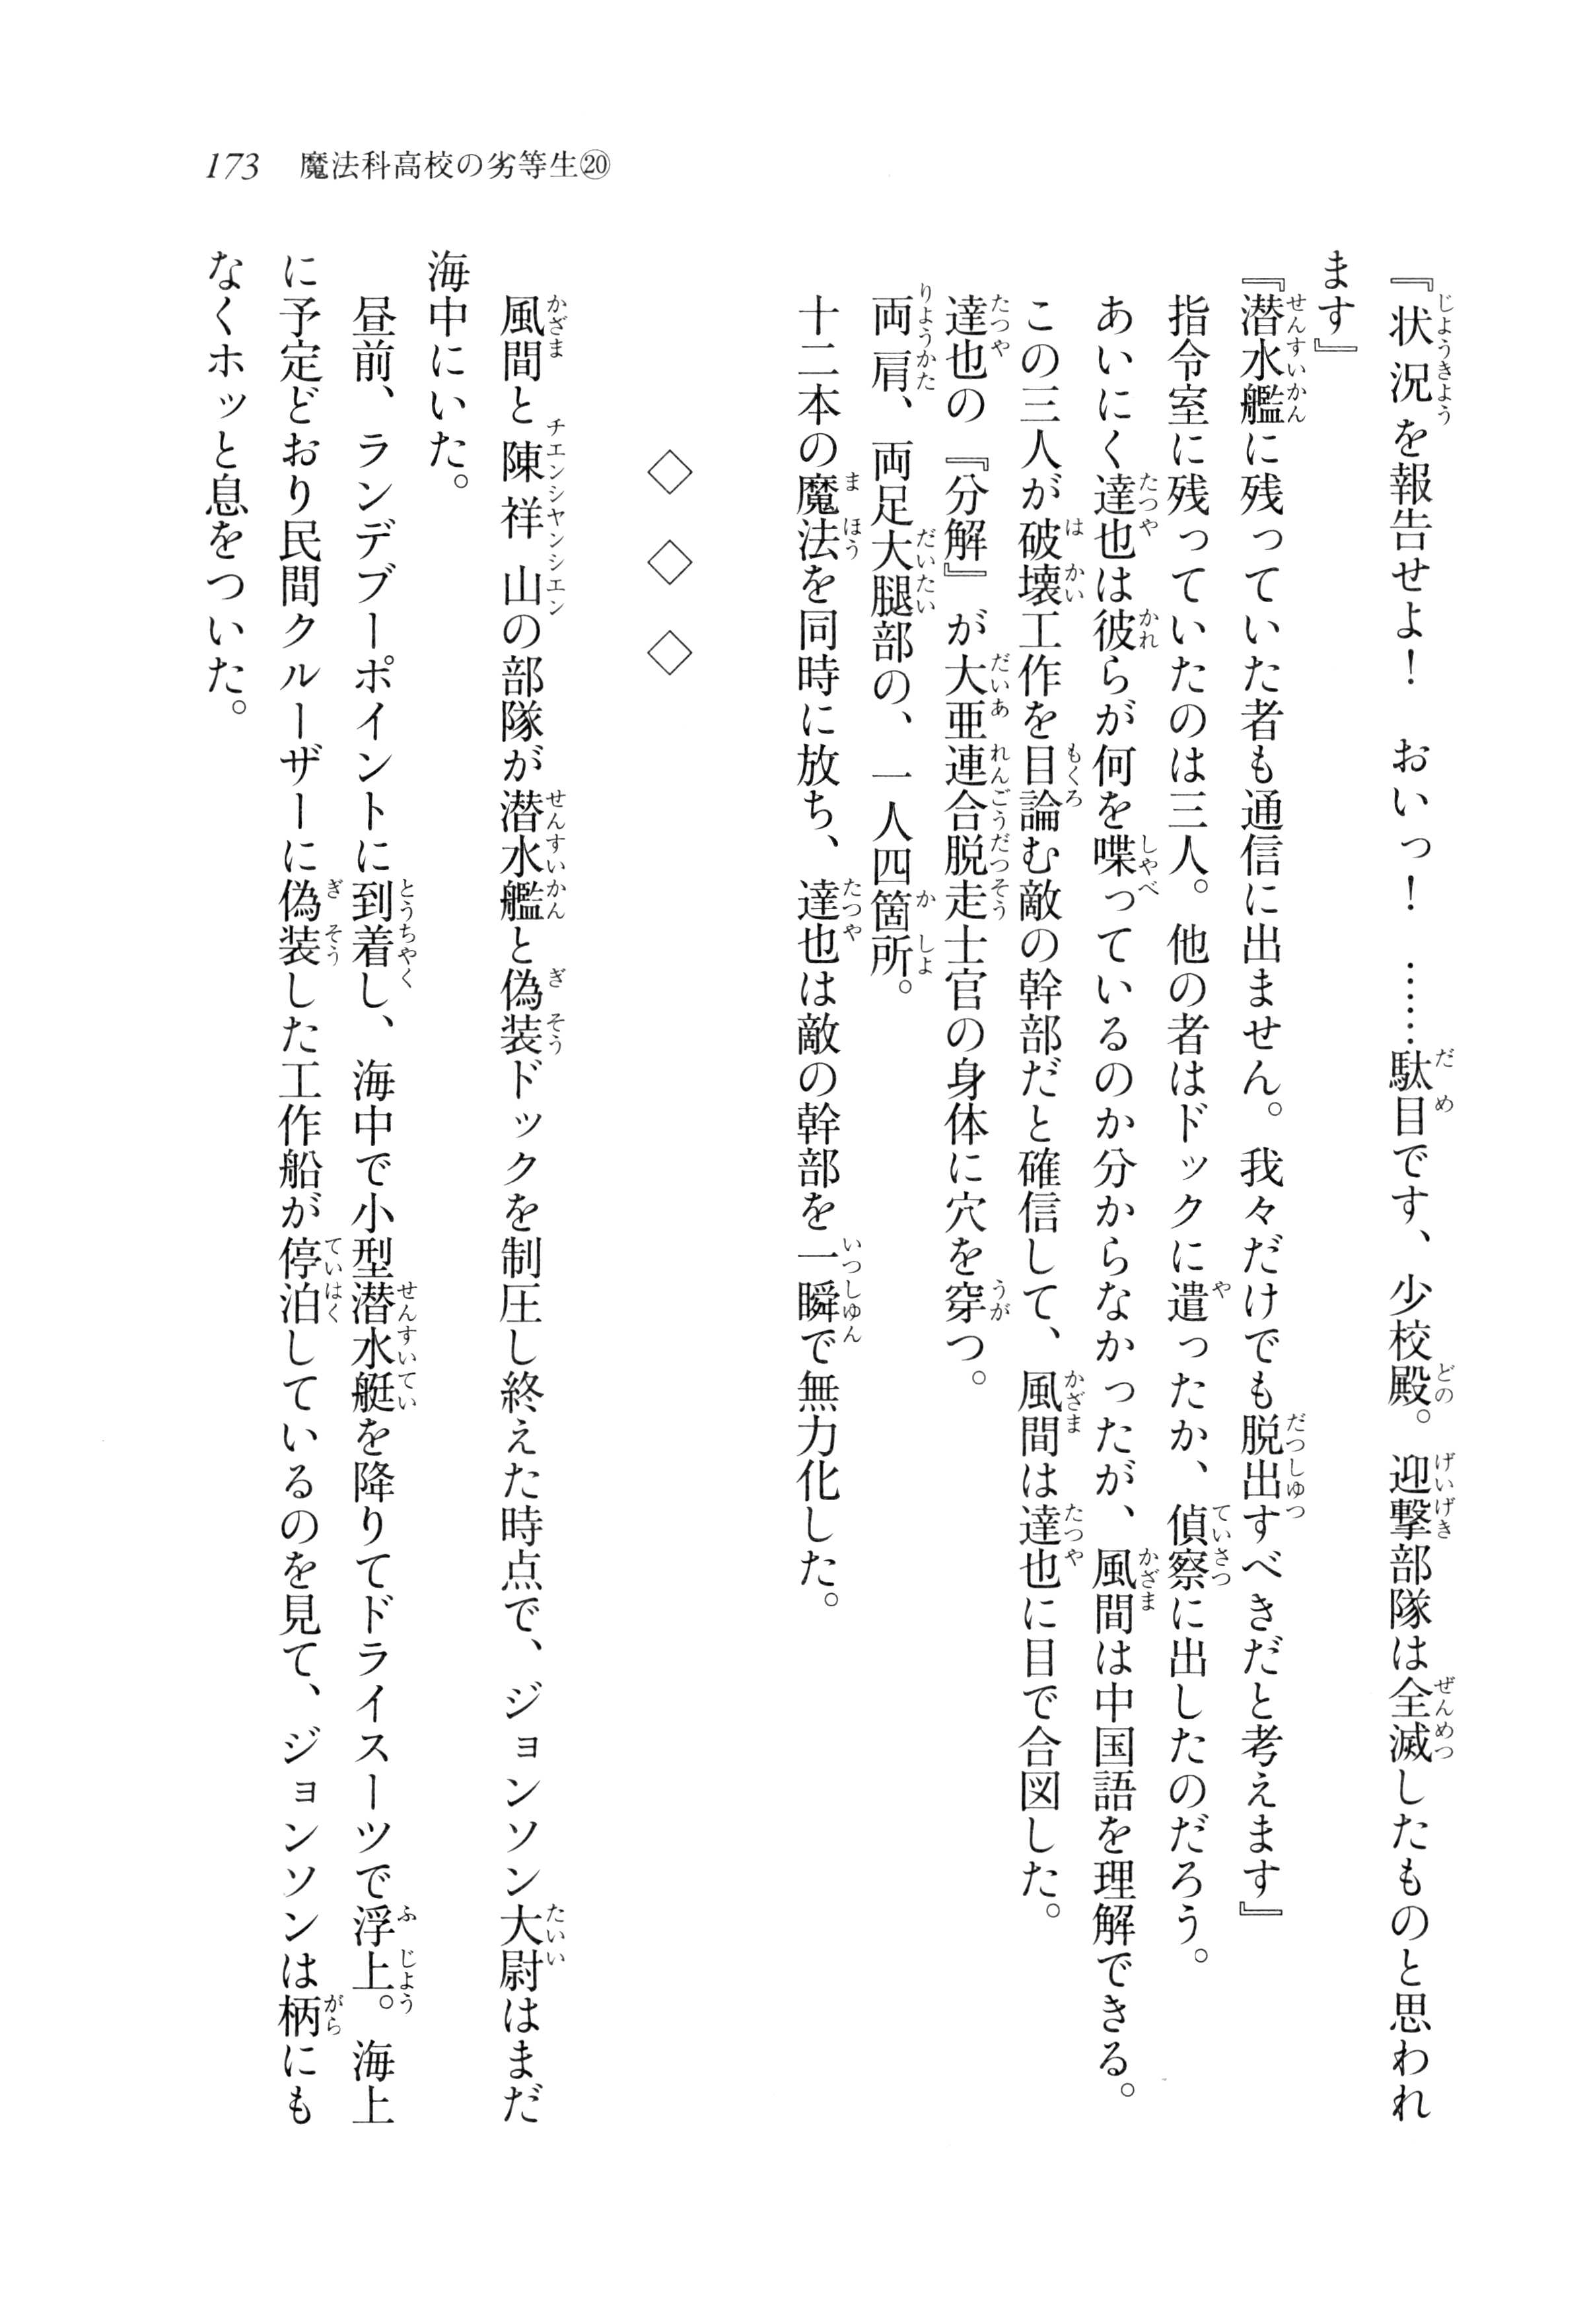 173 魔法科高校の劣等生⑳
『状況を報告せよ！　おいっ！　……駄目です、少校殿。迎撃部隊は全滅したものと思われ
ます』
『潜水艦に残っていた者も通信に出ません。我々だけでも脱出すべきだと考えます』
指令室に残っていたのは三人。他の者はドックに遣ったか、偵察に出したのだろう。
あいにく達也は彼らが何を喋っているのか分からなかったが、風間は中国語を理解できる。
この三人が破壊工作を目論む敵の幹部だと確信して、風間は達也に目で合図した。
達也の『分解』が大亜連合脱走士官の身体に穴を穿つ。
両肩、両足大腿部の、一人四箇所。
十二本の魔法を同時に放ち、達也は敵の幹部を一瞬で無力化した。
◇　◇　◇
風間と陳祥山の部隊が潜水艦と偽装ドックを制圧し終えた時点で、ジョンソン大尉はまだ
海中にいた。
昼前、ランデブーポイントに到着し、海中で小型潜水艇を降りてドライスーツで浮上。海上
に予定どおり民間クルーザーに偽装した工作船が停泊しているのを見て、ジョンソンは柄にも
なくホッと息をついた。